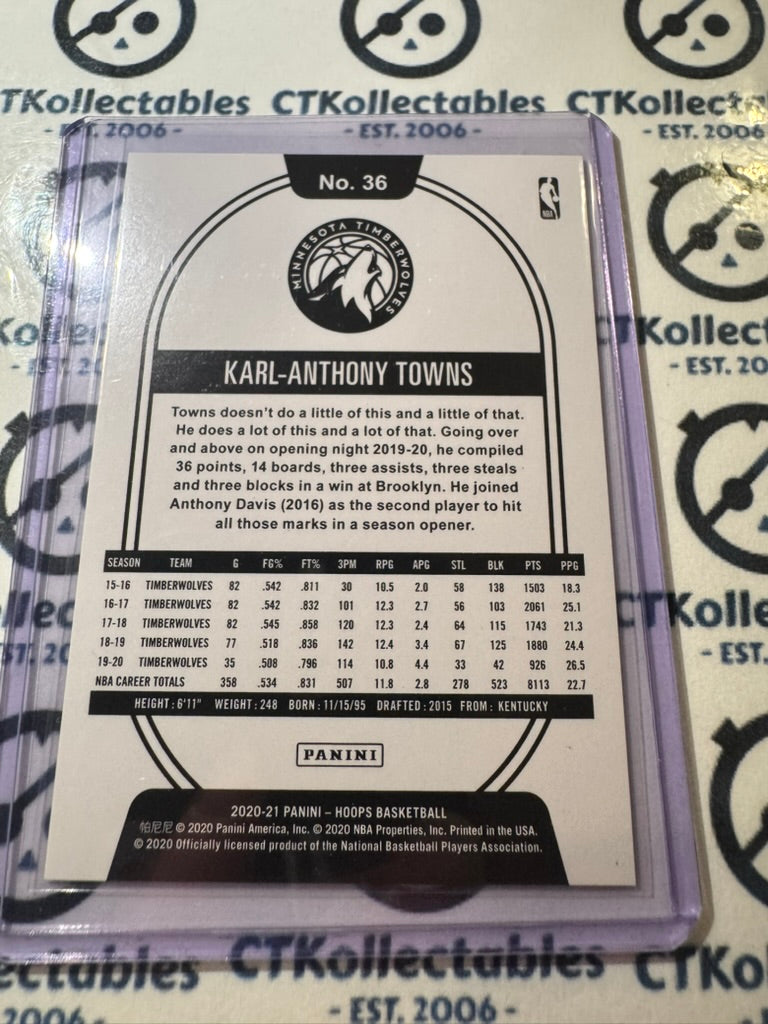 TKollectables CTKollectables CTKollect
- EST. 2006 - - EST. 2006 - - EST. 2006
No. 36
NBA
MINNESOTA TIMBERWOLVES
CTKollect
- EST. 20
KARL-ANTHONY TOWNS
Towns doesn't do a little of this and a little of that.
He does a lot of this and a lot of that. Going over
and above on opening night 2019-20, he compiled
36 points, 14 boards, three assists, three steals
and three blocks in a win at Brooklyn. He joined
Anthony Davis (2016) as the second player to hit
all those marks in a season opener.
SEASON TEAM G FG% FT% 3PM RPG APG STL BLK PTS PPG
15-16 TIMBERWOLVES 82 .542 .811 30 10.5 2.0 58 138 1503 18.3
16-17 TIMBERWOLVES 82 .542 .832 101 12.3 2.7 56 103 2061 25.1
17-18 TIMBERWOLVES 82 .545 .858 120 12.3 2.4 64 115 1743 21.3
18-19 TIMBERWOLVES 77 .518 .836 142 12.4 3.4 67 125 1880 24.4
19-20 TIMBERWOLVES 35 .508 .796 114 10.8 4.4 33 42 926 26.5
NBA CAREER TOTALS 358 .534 .831 507 11.8 2.8 278 523 8113 22.7
HEIGHT: 6'11" WEIGHT: 248 BORN: 11/15/95 DRAFTED: 2015 FROM: KENTUCKY
PANINI
2020-21 PANINI – HOOPS BASKETBALL
帕尼尼 © 2020 Panini America, Inc. © 2020 NBA Properties, Inc. Printed in the USA.
© 2020 Officially licensed product of the National Basketball Players Association.
ectables CTKollectables CTKo
2006 - - EST. 2006 -